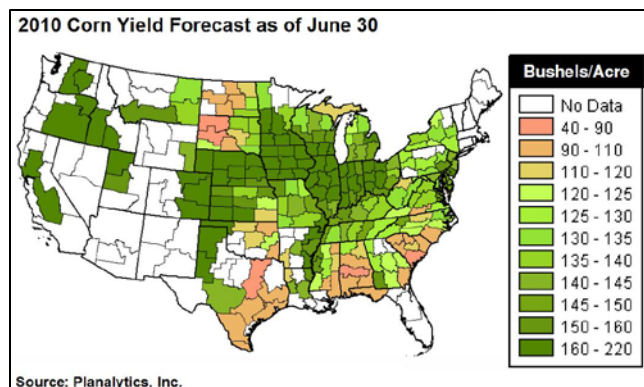 2010 Corn Yield Forecast as of June 30
Bushels/Acre
No Data
40 - 90
90 - 110
110 - 120
120 - 125
125 - 130
130 - 135
135 - 140
140 - 145
145 - 150
150 - 160
160 - 220
Source: Planalytics, Inc.